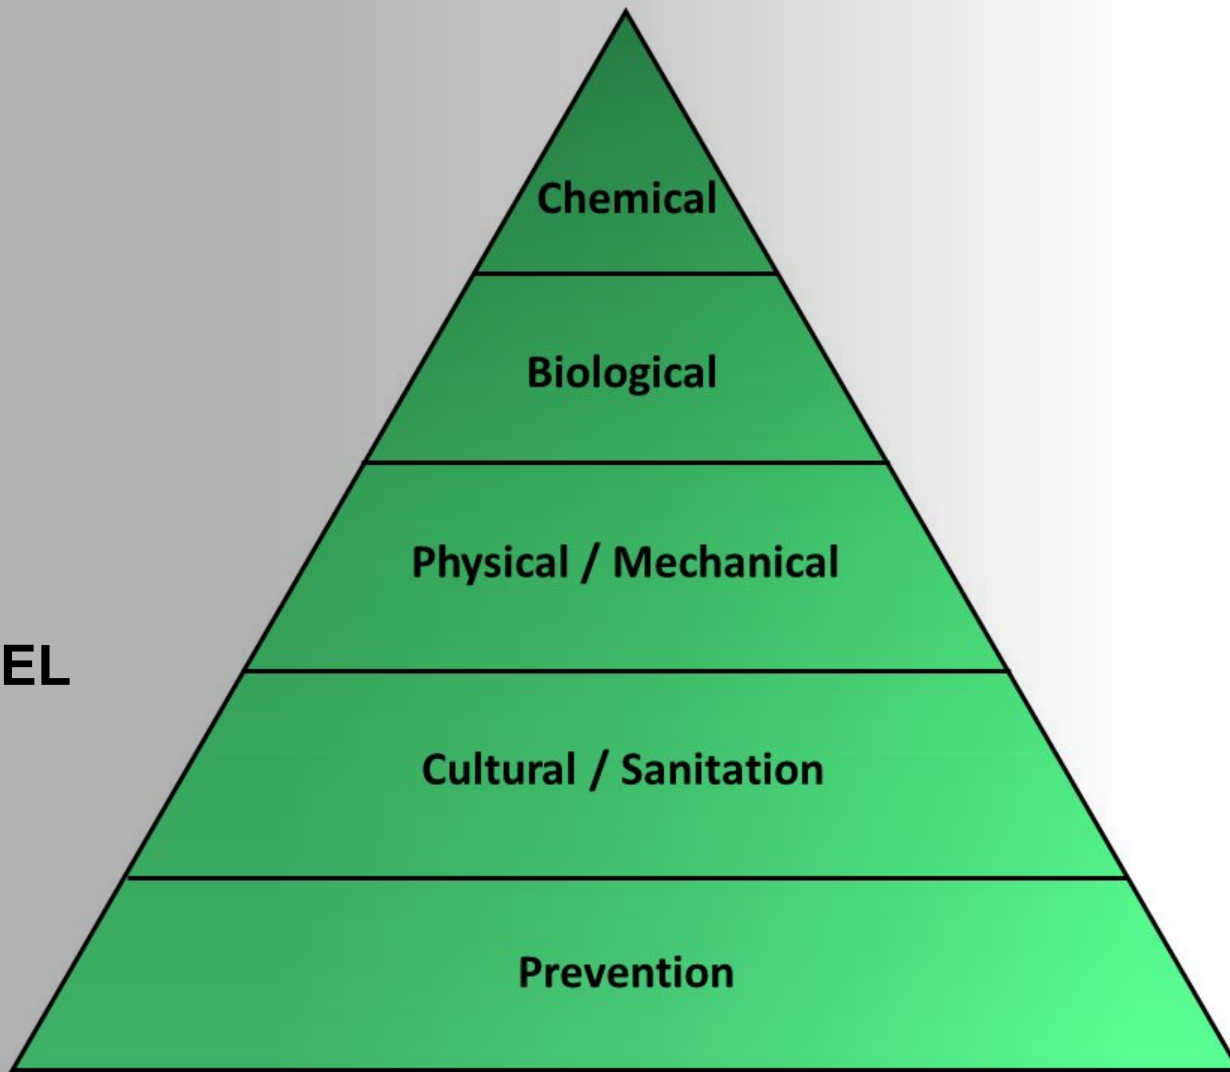 Chemical
Biological
Physical / Mechanical
EL
Cultural / Sanitation
Prevention